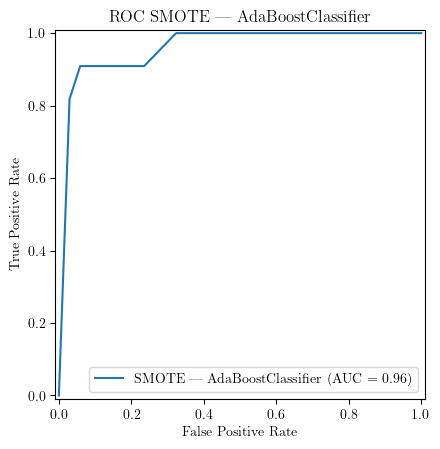 ROC SMOTE — AdaBoostClassifier
1.0
0.8
0.6
0.4
0.2
0.0
True Positive Rate
SMOTE — AdaBoostClassifier (AUC = 0.96)
0.0 0.2 0.4 0.6 0.8 1.0
False Positive Rate